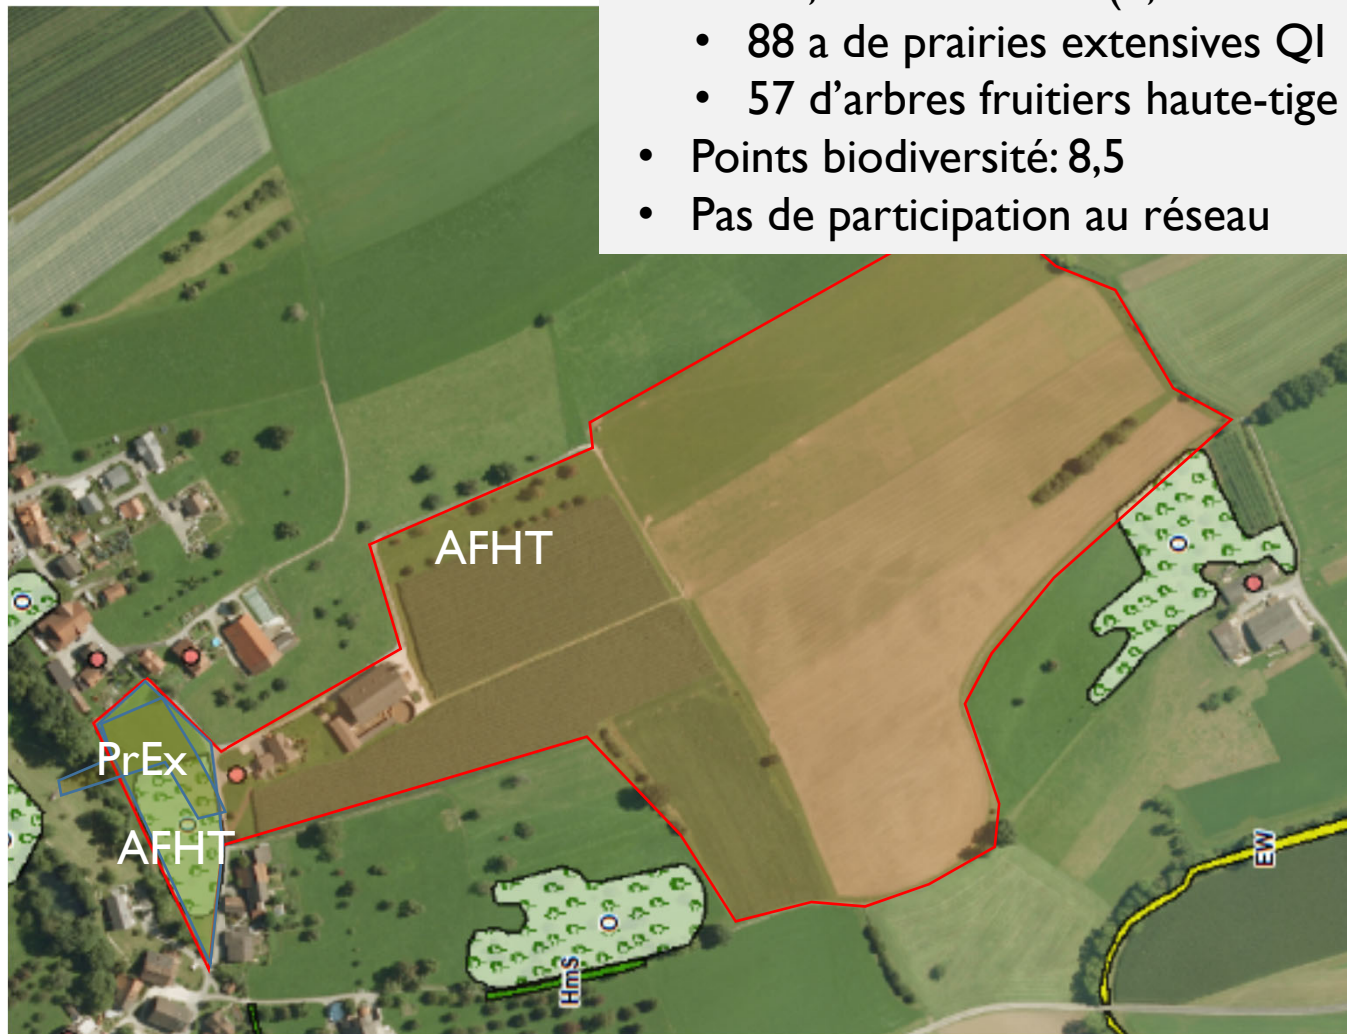 • 88 a de prairies extensives QI
• 57 d’arbres fruitiers haute-tige
• Points biodiversité: 8,5
• Pas de participation au réseau
AFHT
O
O
PrEx
O
AFHT
EW
O
HmS